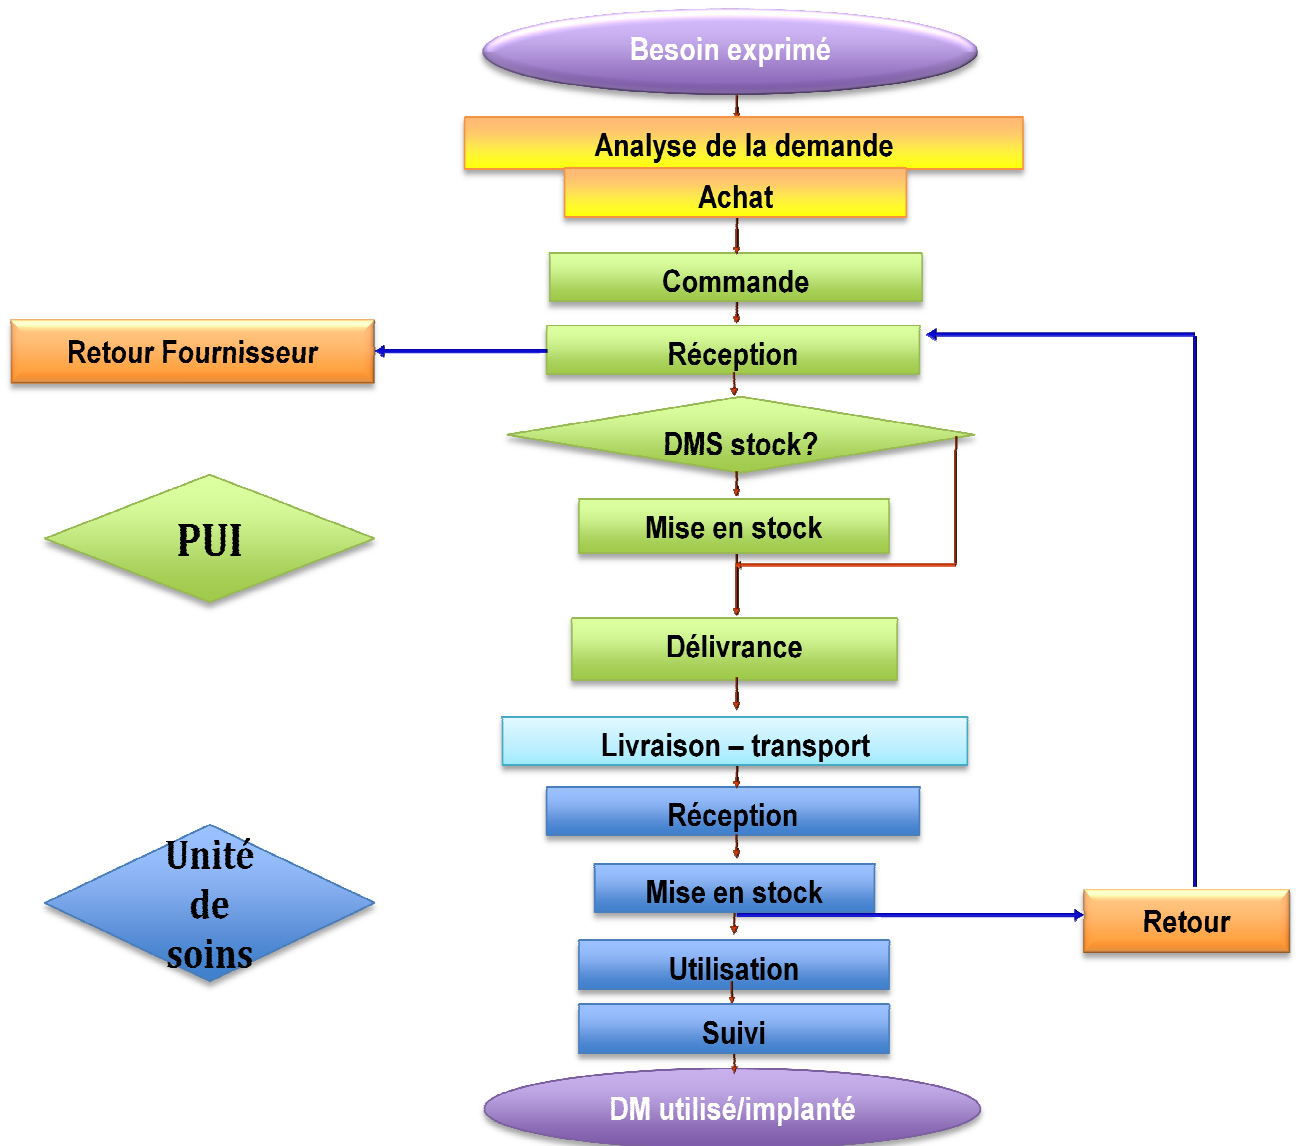 Besoin exprimé
Analyse de la demande
Achat
Commande
Retour Fournisseur
Réception
DMS stock?
Mise en stock
PUI
Délivrance
Livraison – transport
Réception
Unité
de
soins
Mise en stock
Retour
Utilisation
Suivi
DM utilisé/implanté